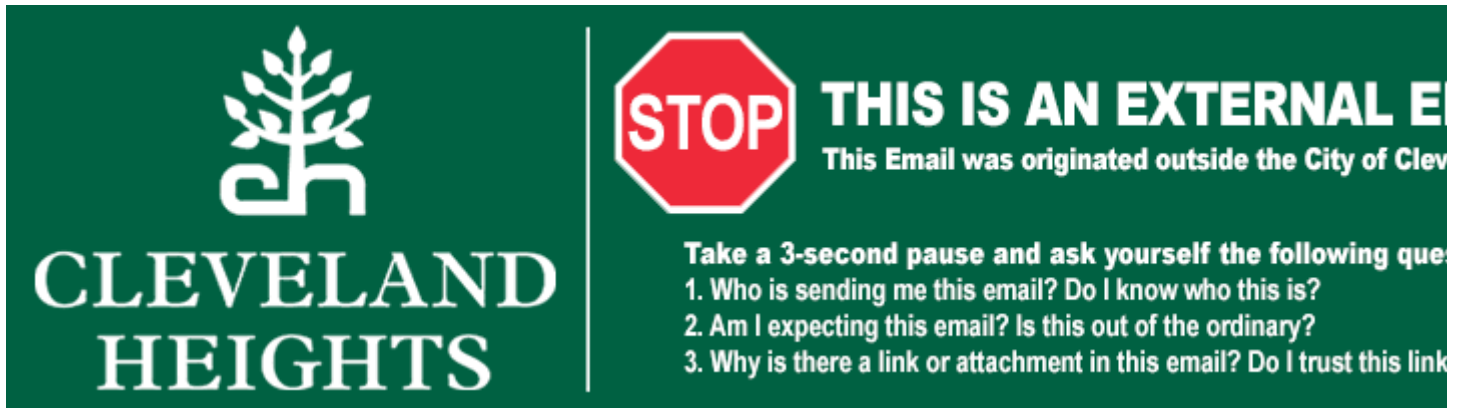 ch
CLEVELAND
HEIGHTS
STOP
THIS IS AN EXTERNAL
This Email was originated outside the City of
Take a 3-second pause and ask yourself the following
1. Who is sending me this email? Do I know who this is?
2. Am I expecting this email? Is this out of the ordinary?
3. Why is there a link or attachment in this email? Do I trust this link